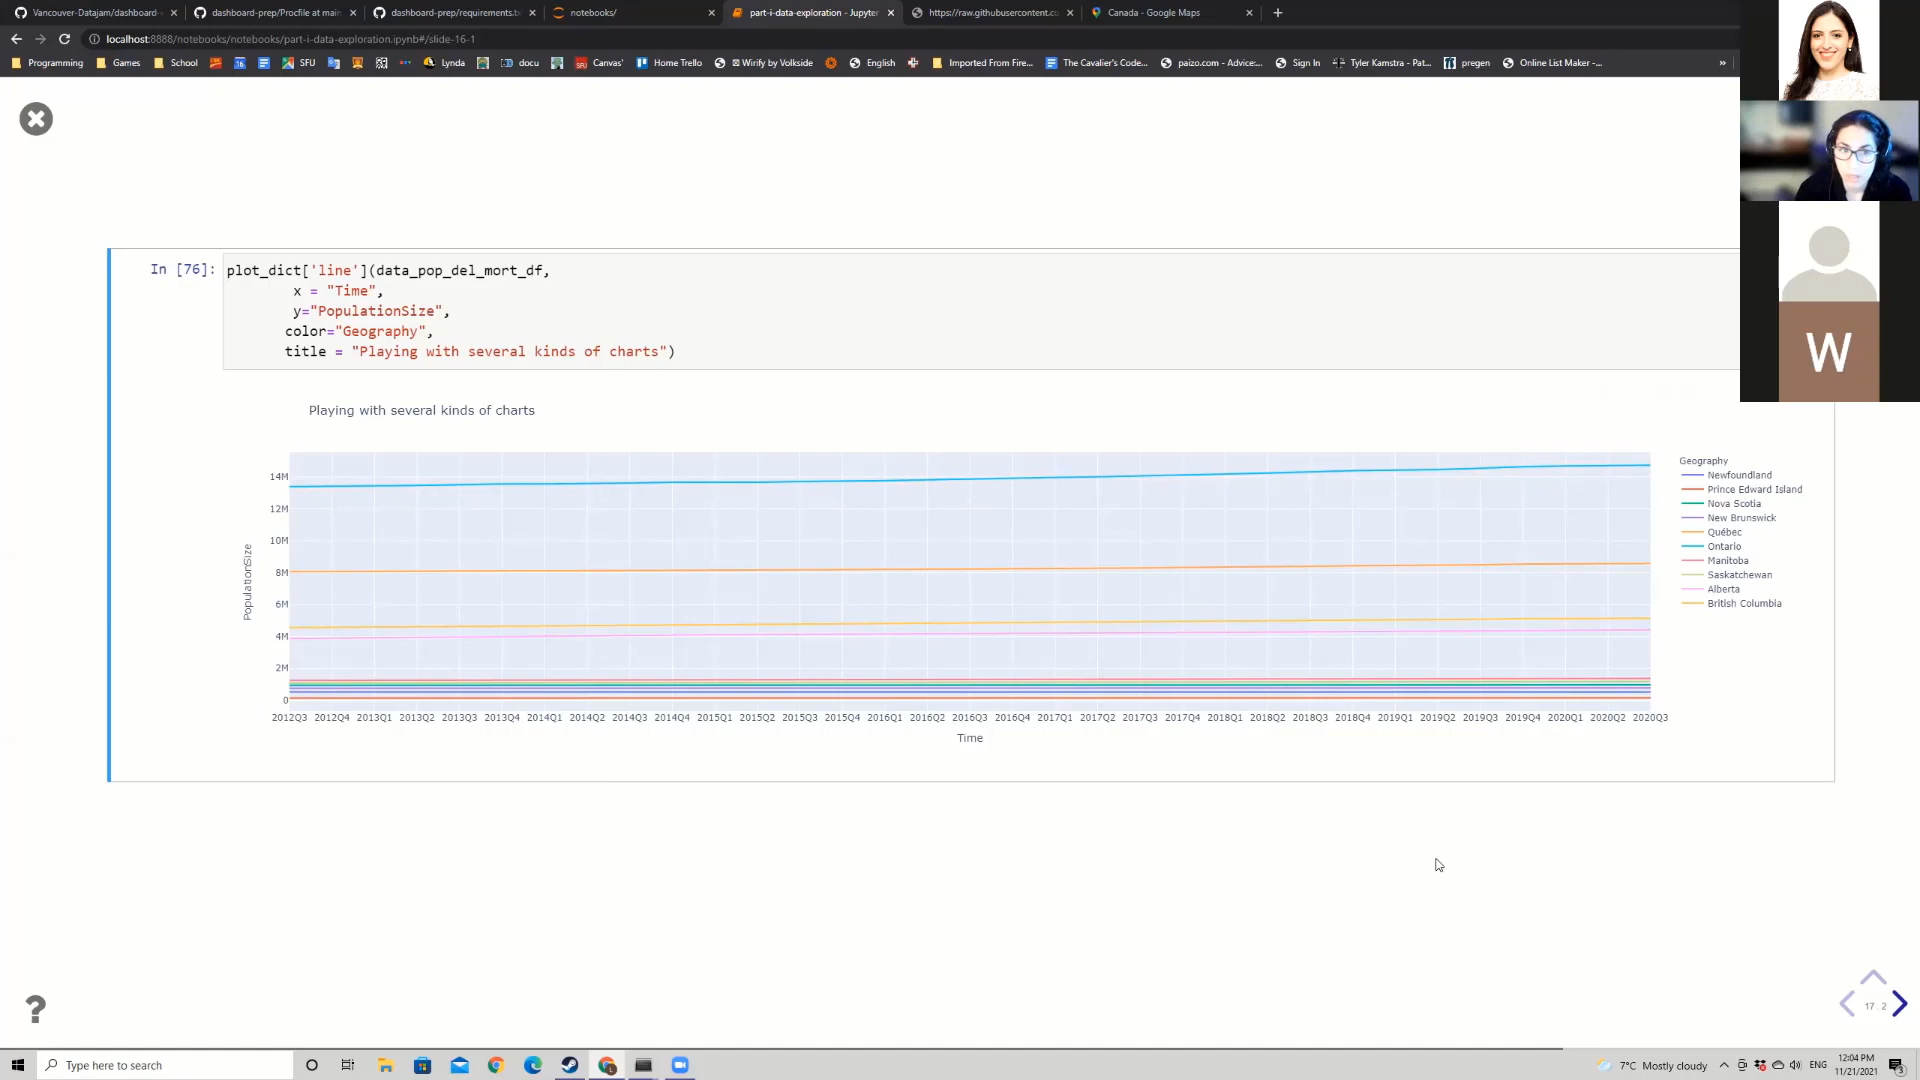 Vancouver-Datajam/dashboard-
dashboard-prep/Procfile at main
dashboard-prep/requirements.tx
notebooks/
part-i-data-exploration - Jupyter
https://raw.githubusercontent.co
Canada - Google Maps
localhost:8888/notebooks/notebooks/part-i-data-exploration.ipynb#/slide-16-1
Programming
Games
School
SFU
Lynda
docu
Canvas'
Home Trello
Wirify by Volkside
English
Imported From Fire...
The Cavalier's Code...
paizo.com - Advice:...
Sign In
Tyler Kamstra - Pat...
pregen
Online List Maker -...
»
In [76]:
plot_dict['line'](data_pop_del_mort_df,
x = "Time",
y="PopulationSize",
color="Geography",
title = "Playing with several kinds of charts")
W
Playing with several kinds of charts
14M
12M
10M
8M
6M
4M
2M
0
PopulationSize
2012Q3 2012Q4 2013Q1 2013Q2 2013Q3 2013Q4 2014Q1 2014Q2 2014Q3 2014Q4 2015Q1 2015Q2 2015Q3 2015Q4 2016Q1 2016Q2 2016Q3 2016Q4 2017Q1 2017Q2 2017Q3 2017Q4 2018Q1 2018Q2 2018Q3 2018Q4 2019Q1 2019Q2 2019Q3 2019Q4 2020Q1 2020Q2 2020Q3
Time
Geography
Newfoundland
Prince Edward Island
Nova Scotia
New Brunswick
Québec
Ontario
Manitoba
Saskatchewan
Alberta
British Columbia
?
17 . 2
Type here to search
7°C Mostly cloudy
ENG
12:04 PM
11/21/2021